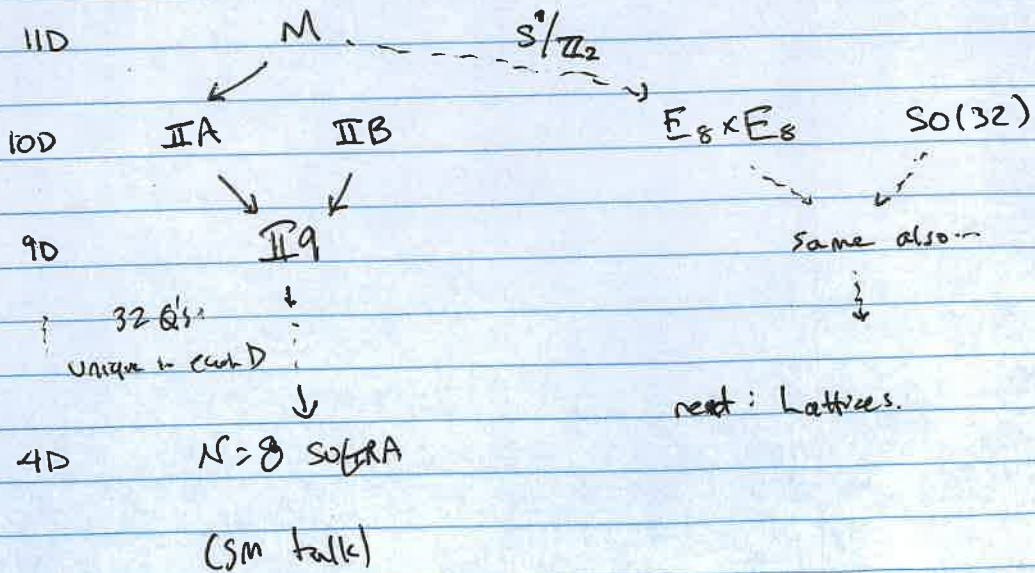 11D M S¹/ℤ₂
10D IIA IIB E₈×E₈ SO(32)
9D II9 same also...
32 Q's:
unique in each D
next: Lattices.
4D N=8 SUGRA
(SM talk)